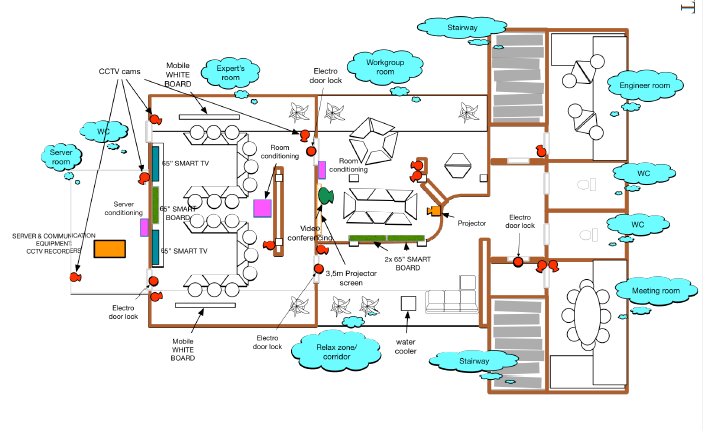 T
Stairway
Mobile
WHITE
BOARD
Expert's
room
Electro
door lock
Workgroup
room
CCTV cams
Engineer room
WC
Server
room
Room
conditioning
Room
conditioning
65" SMART TV
WC
Server
conditioning
65" SMART
BOARD
Projector
Electro
door lock
WC
SERVER & COMMUNICATION
EQUIPMENT:
CCTV RECORDERS
65" SMART TV
Video
conferencing
2x 65" SMART
BOARD
3,5m Projector
screen
Meeting room
Electro
door lock
Mobile
WHITE
BOARD
Electro
door lock
Relax zone/
corridor
water
cooler
Stairway